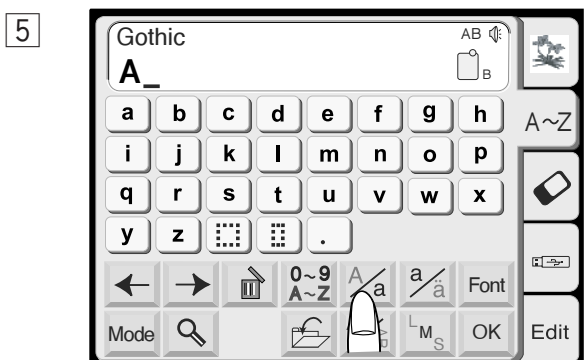 5
Gothic
AB
A_
B
a b c d e f g h
A~Z
i j k l m n o p
q r s t u v w x
y z .
0~9 A/a a/ä Font
A~Z
Mode L M S OK Edit